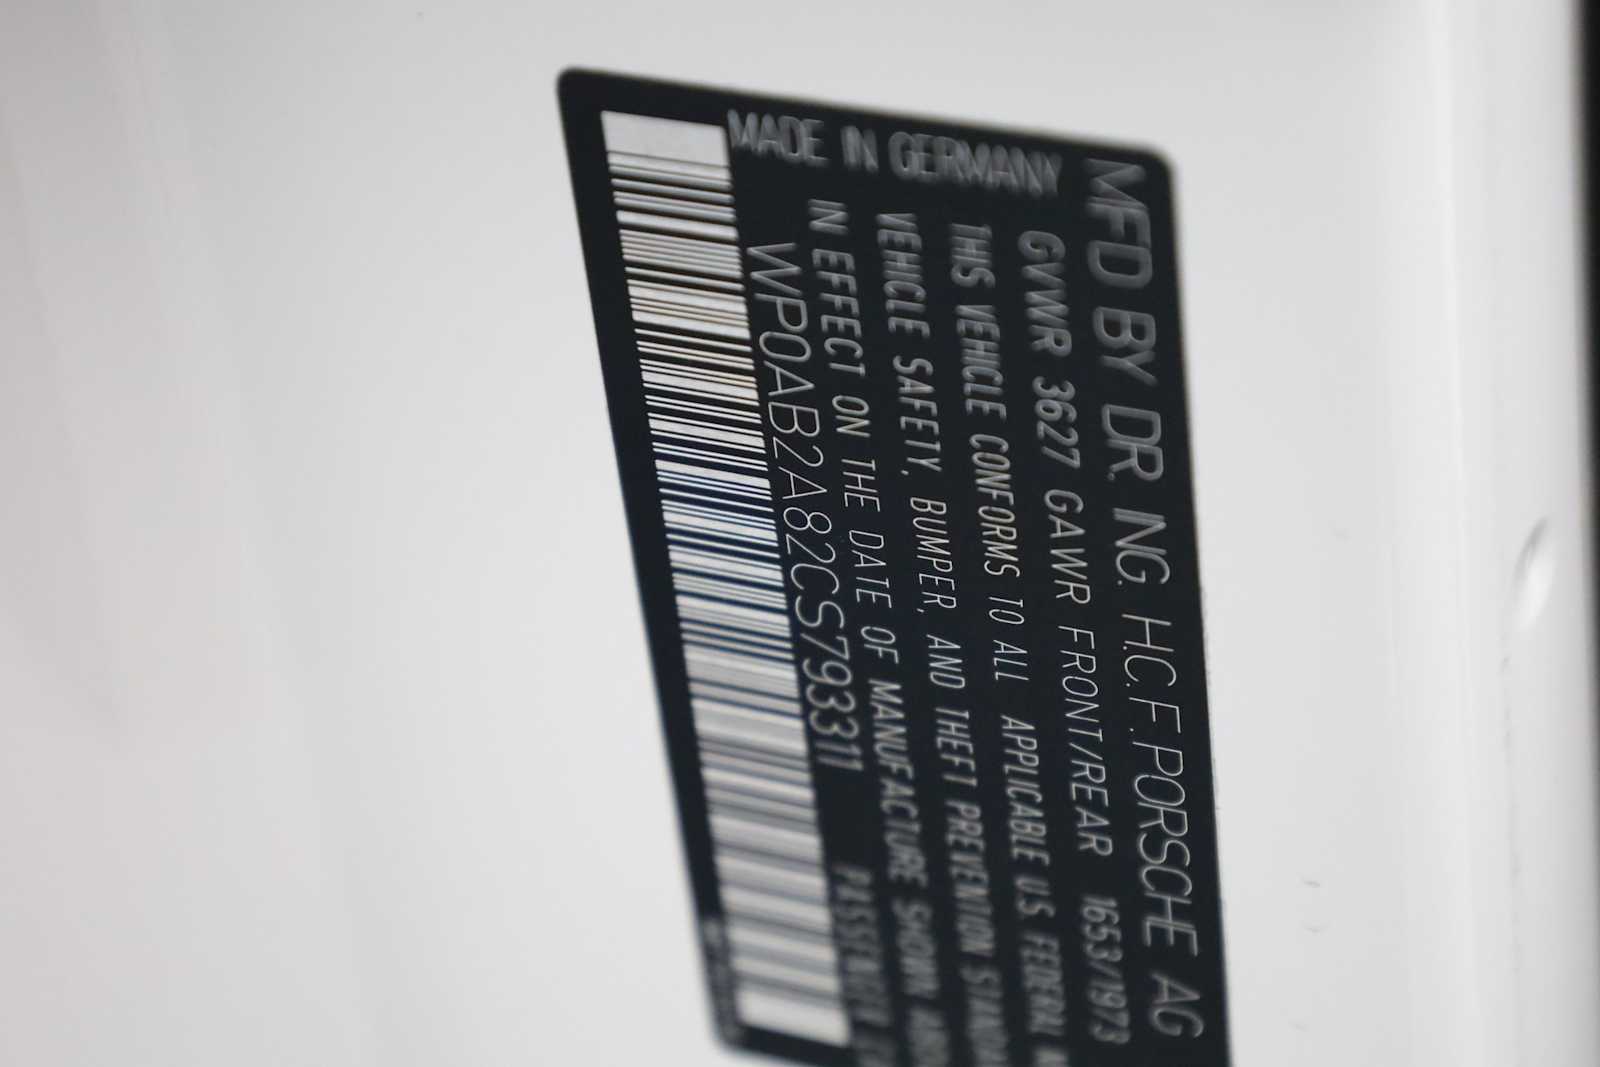 MFD BY DR. ING. H.C.F. PORSCHE AG
GVWR 3627 GAWR FRONT/REAR 1653/1973
THIS VEHICLE CONFORMS TO ALL APPLICABLE U.S. FEDERAL
VEHICLE SAFETY, BUMPER, AND THEFT PREVENTION
IN EFFECT ON THE DATE OF MANUFACTURE SHOWN
WP0AB2A82CS793311
MADE IN GERMANY